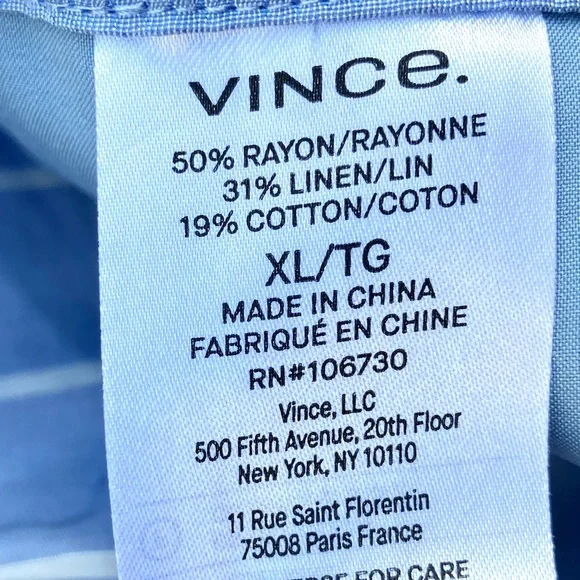 VINCE.
50% RAYON/RAYONNE
31% LINEN/LIN
19% COTTON/COTON
XL/TG
MADE IN CHINA
FABRIQUÉ EN CHINE
RN#106730
Vince, LLC
500 Fifth Avenue, 20th Floor
New York, NY 10110
11 Rue Saint Florentin
75008 Paris France
FOR CARE